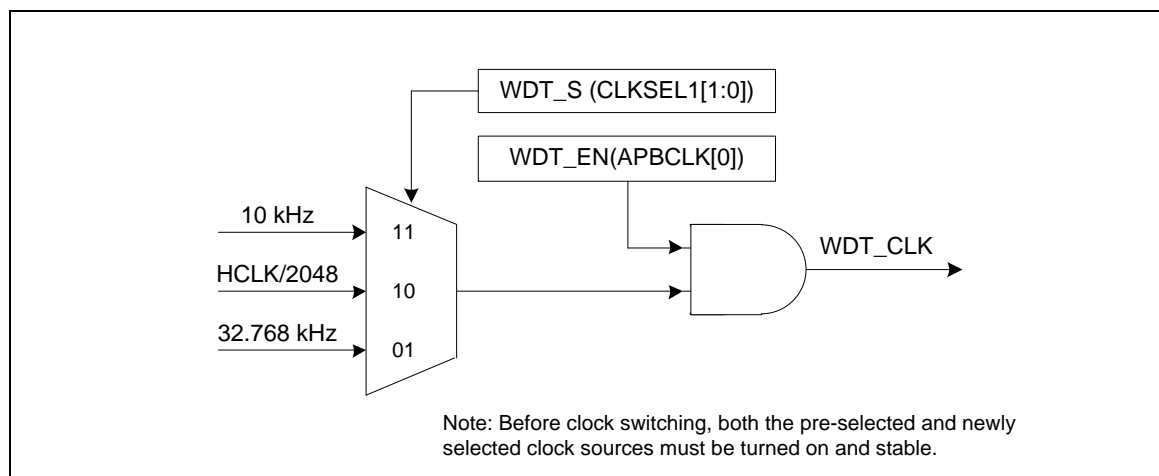 WDT_S (CLKSEL1[1:0])
WDT_EN(APBCLK[0])
10 kHz
11
WDT_CLK
HCLK/2048
10
32.768 kHz
01
Note: Before clock switching, both the pre-selected and newly
selected clock sources must be turned on and stable.